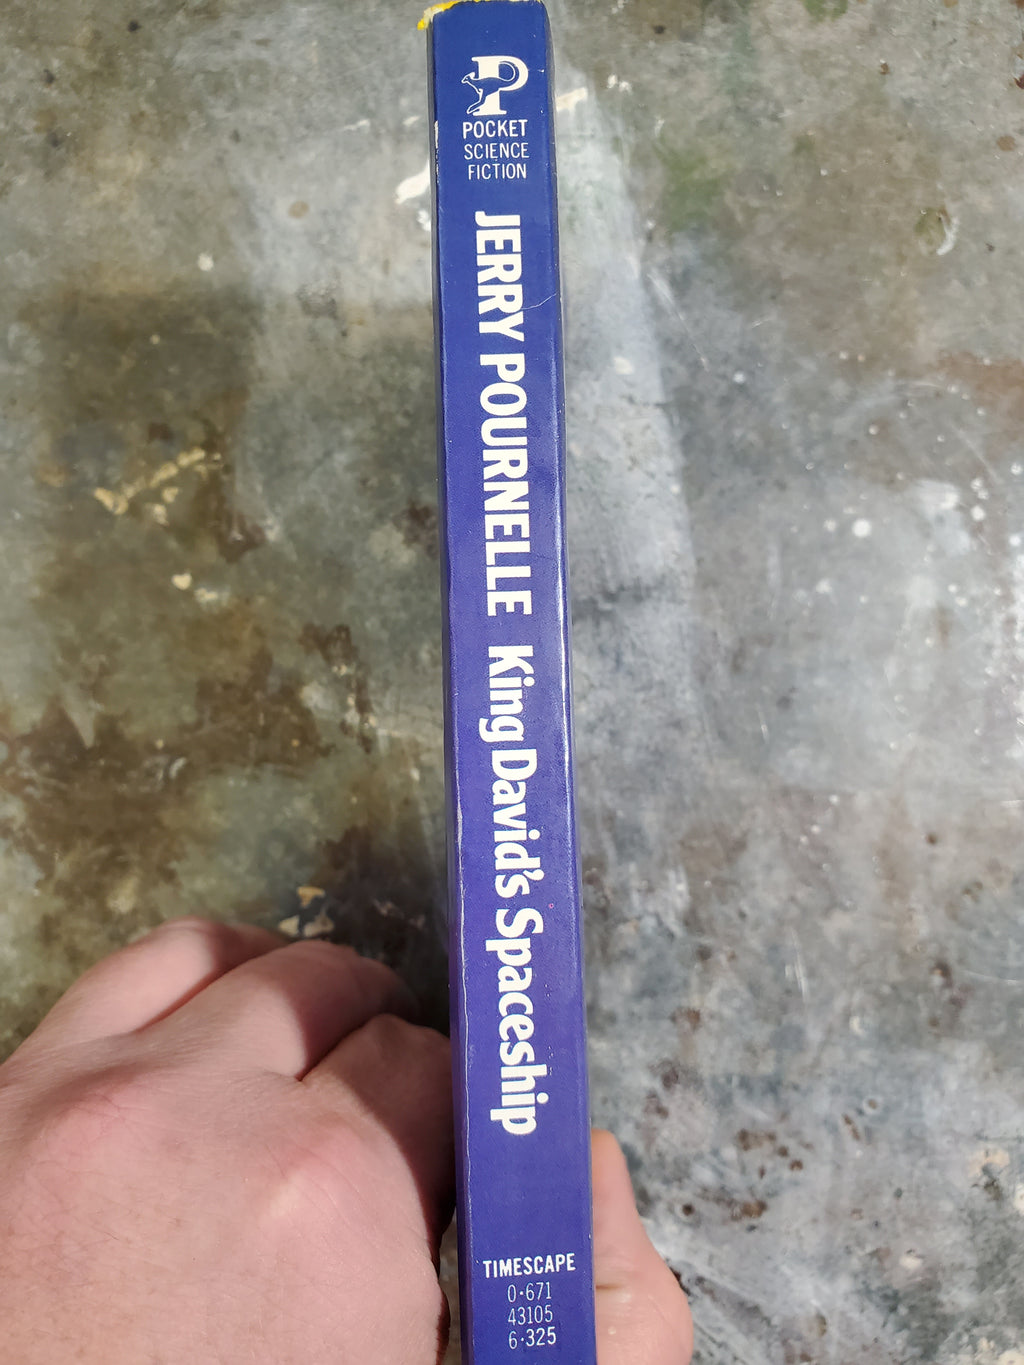 P
POCKET
SCIENCE
FICTION
JERRY POURNELLE King David's Spaceship
TIMESCAPE
0·671
43105
6·325